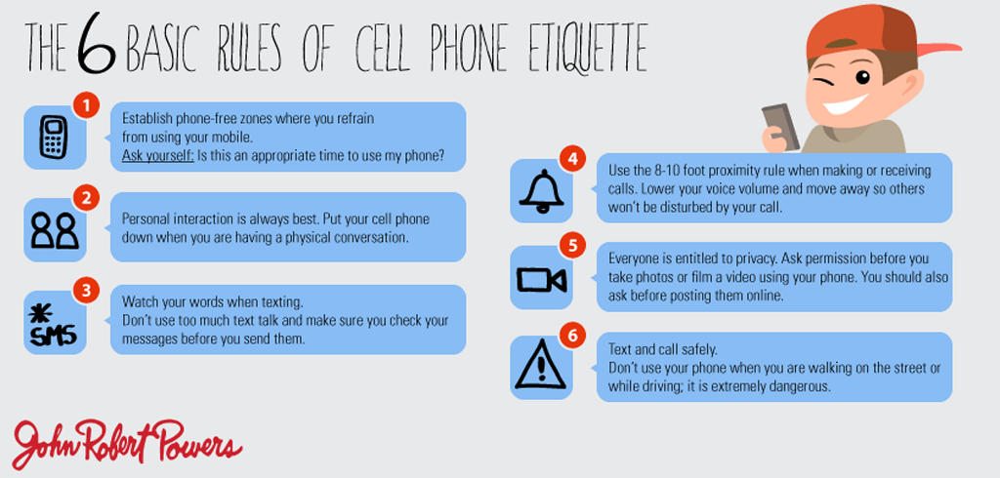 THE 6 BASIC RULES OF CELL PHONE ETIQUETTE
1
Establish phone-free zones where you refrain
from using your mobile.
Ask yourself: Is this an appropriate time to use my phone?
2
Personal interaction is always best. Put your cell phone
down when you are having a physical conversation.
3
*
SMS
Watch your words when texting.
Don't use too much text talk and make sure you check your
messages before you send them.
4
Use the 8-10 foot proximity rule when making or receiving
calls. Lower your voice volume and move away so others
won't be disturbed by your call.
5
Everyone is entitled to privacy. Ask permission before you
take photos or film a video using your phone. You should also
ask before posting them online.
6
!
Text and call safely.
Don't use your phone when you are walking on the street or
while driving; it is extremely dangerous.
John Robert Powers